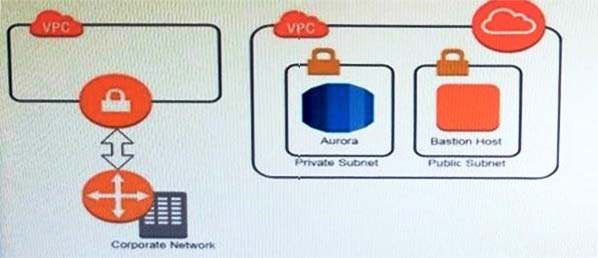 VPC
VPC
Aurora
Bastion Host
Private Subnet
Public Subnet
Corporate Network